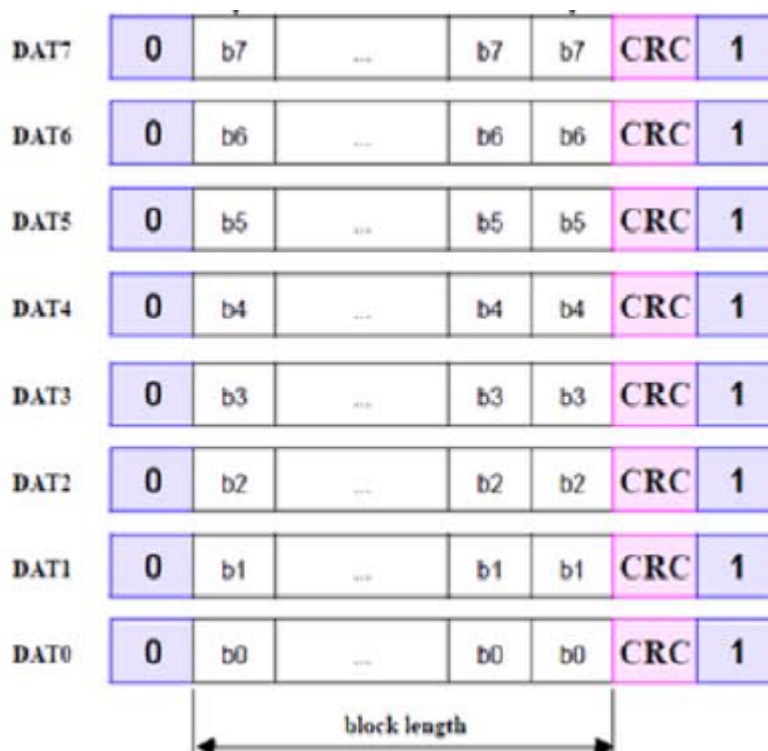 DAT7 0 b7 ... b7 b7 CRC 1
DAT6 0 b6 ... b6 b6 CRC 1
DAT5 0 b5 ... b5 b5 CRC 1
DAT4 0 b4 ... b4 b4 CRC 1
DAT3 0 b3 ... b3 b3 CRC 1
DAT2 0 b2 ... b2 b2 CRC 1
DAT1 0 b1 ... b1 b1 CRC 1
DAT0 0 b0 ... b0 b0 CRC 1
block length